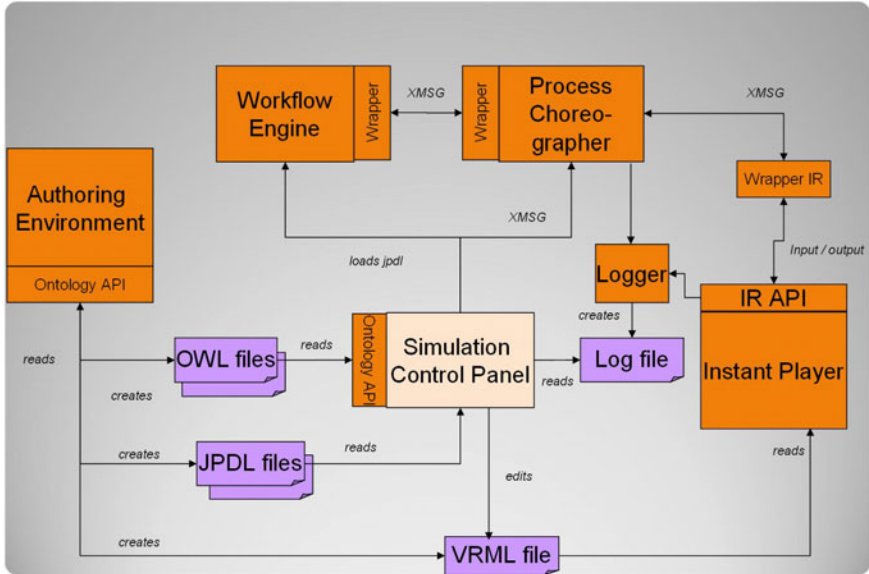 Workflow
Engine
Wrapper
XMSG
Wrapper
Process
Choreo-
grapher
XMSG
Wrapper IR
Authoring
Environment
Ontology API
XMSG
loads jpdl
Input / output
Logger
IR API
Instant Player
creates
Log file
Ontology API
Simulation
Control Panel
reads
reads
OWL files
reads
creates
JPDL files
reads
creates
edits
reads
VRML file
creates